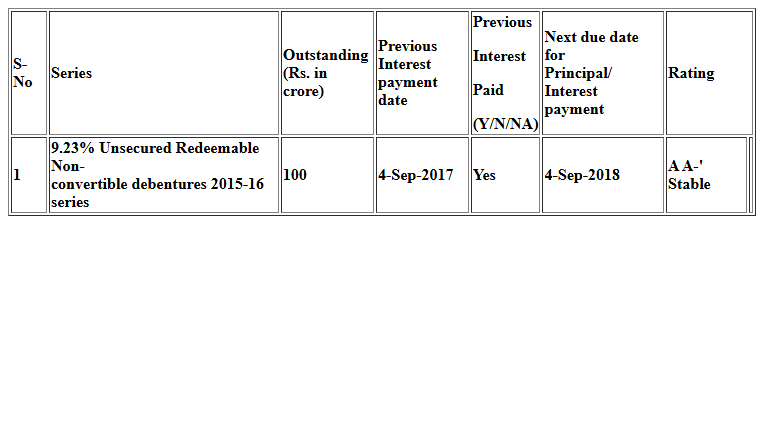 S-
No
Series
Outstanding
(Rs. in
crore)
Previous
Interest
payment
date
Previous
Interest
Paid
(Y/N/NA)
Next due date
for
Principal/
Interest
payment
Rating
1
9.23% Unsecured Redeemable
Non-
convertible debentures 2015-16
series
100
4-Sep-2017
Yes
4-Sep-2018
A A-'
Stable